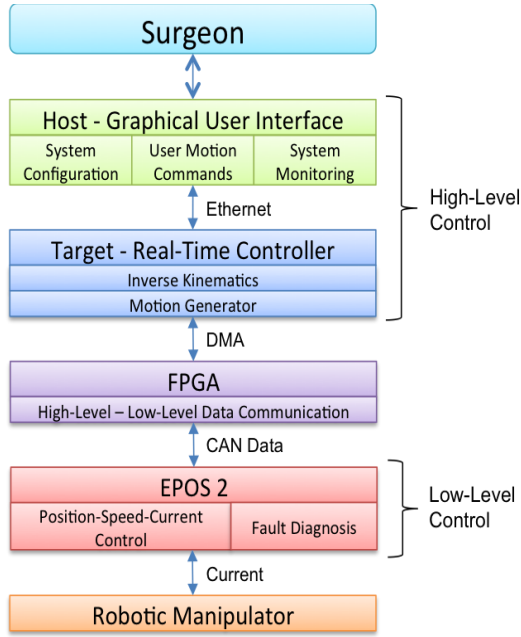 Surgeon
Host - Graphical User Interface
System Configuration
User Motion Commands
System Monitoring
Ethernet
Target - Real-Time Controller
Inverse Kinematics
Motion Generator
High-Level
Control
DMA
FPGA
High-Level – Low-Level Data Communication
CAN Data
EPOS 2
Position-Speed-Current
Control
Fault Diagnosis
Low-Level
Control
Current
Robotic Manipulator